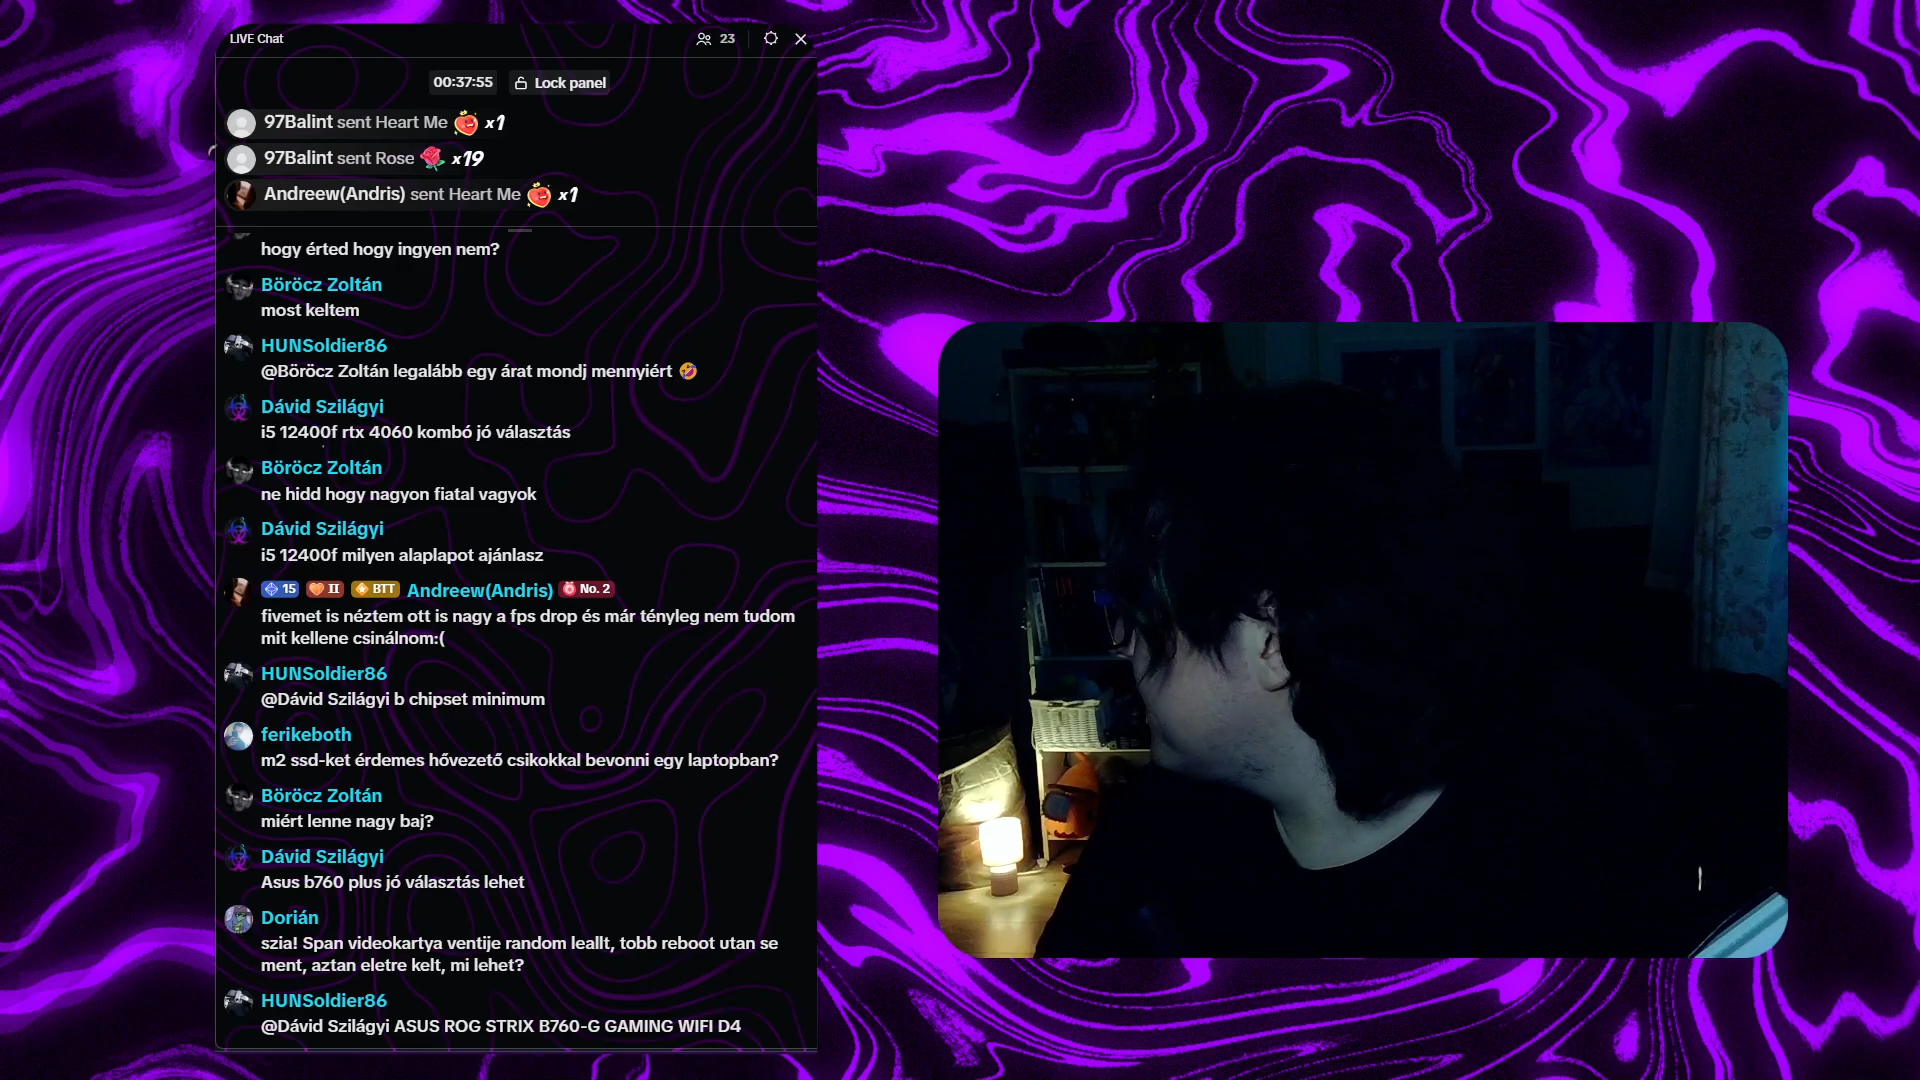 LIVE Chat
23
00:37:55
Lock panel
97Balint sent Heart Me x1
97Balint sent Rose x19
Andreew(Andris) sent Heart Me x1
hogy érted hogy ingyen nem?
Böröcz Zoltán
most keltem
HUNSoldier86
@Böröcz Zoltán legalább egy árat mondj mennyiért 🤣
Dávid Szilágyi
i5 12400f rtx 4060 kombó jó választás
Böröcz Zoltán
ne hidd hogy nagyon fiatal vagyok
Dávid Szilágyi
i5 12400f milyen alaplapot ajánlasz
15 II BTT Andreew(Andris) No. 2
fivemet is néztem ott is nagy a fps drop és már tényleg nem tudom
mit kellene csinálnom:(
HUNSoldier86
@Dávid Szilágyi b chipset minimum
ferikeboth
m2 ssd-ket érdemes hővezető csikokkal bevonni egy laptopban?
Böröcz Zoltán
miért lenne nagy baj?
Dávid Szilágyi
Asus b760 plus jó választás lehet
Dorián
szia! Span videokartya ventije random leallt, tobb reboot utan se
ment, aztan eletre kelt, mi lehet?
HUNSoldier86
@Dávid Szilágyi ASUS ROG STRIX B760-G GAMING WIFI D4